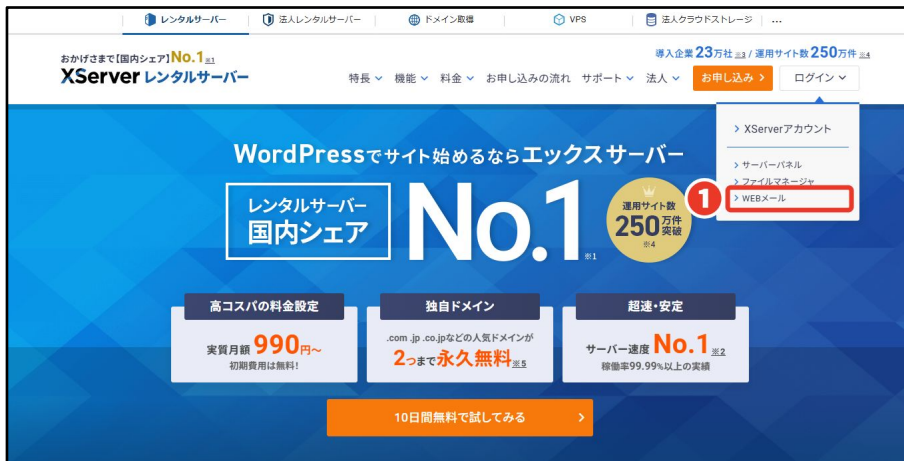 レンタルサーバー 法人レンタルサーバー ドメイン取得 VPS 法人クラウドストレージ ...
おかげさまで【国内シェア】No.1※1
導入企業23万社※3 / 運用サイト数250万件※4
XServer レンタルサーバー
特長 機能 料金 お申し込みの流れ サポート 法人 お申し込み ログイン
XServerアカウント
サーバーパネル
ファイルマネージャ
1 WEBメール
WordPressでサイト始めるならエックスサーバー
レンタルサーバー
国内シェア
No.1※1
運用サイト数
250万件突破
※4
高コスパの料金設定
実質月額 990円〜
初期費用は無料!
独自ドメイン
.com .jp .co.jpなどの人気ドメインが
2つまで永久無料※5
超速・安定
サーバー速度 No.1※2
稼働率99.99%以上の実績
10日間無料で試してみる